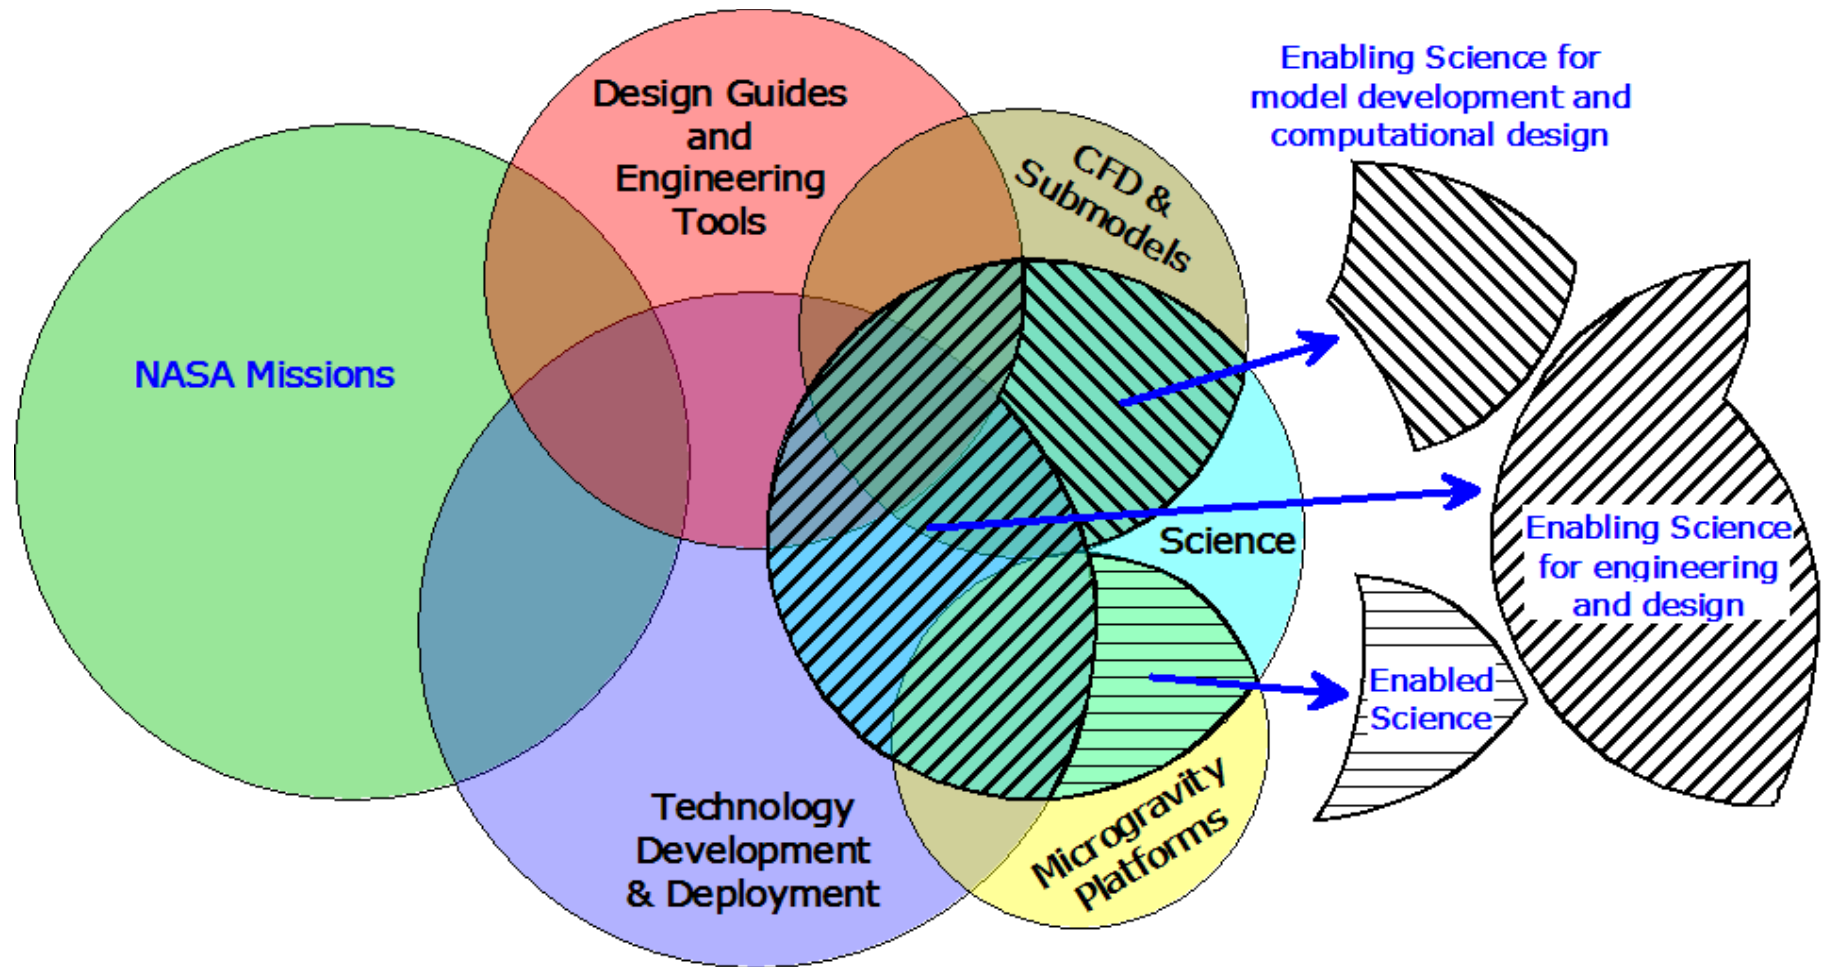 Design Guides
and
Engineering
Tools
CFD &
Submodels
Enabling Science for
model development and
computational design
NASA Missions
Science
Enabling Science
for engineering
and design
Enabled
Science
Technology
Development
& Deployment
Microgravity
Platforms